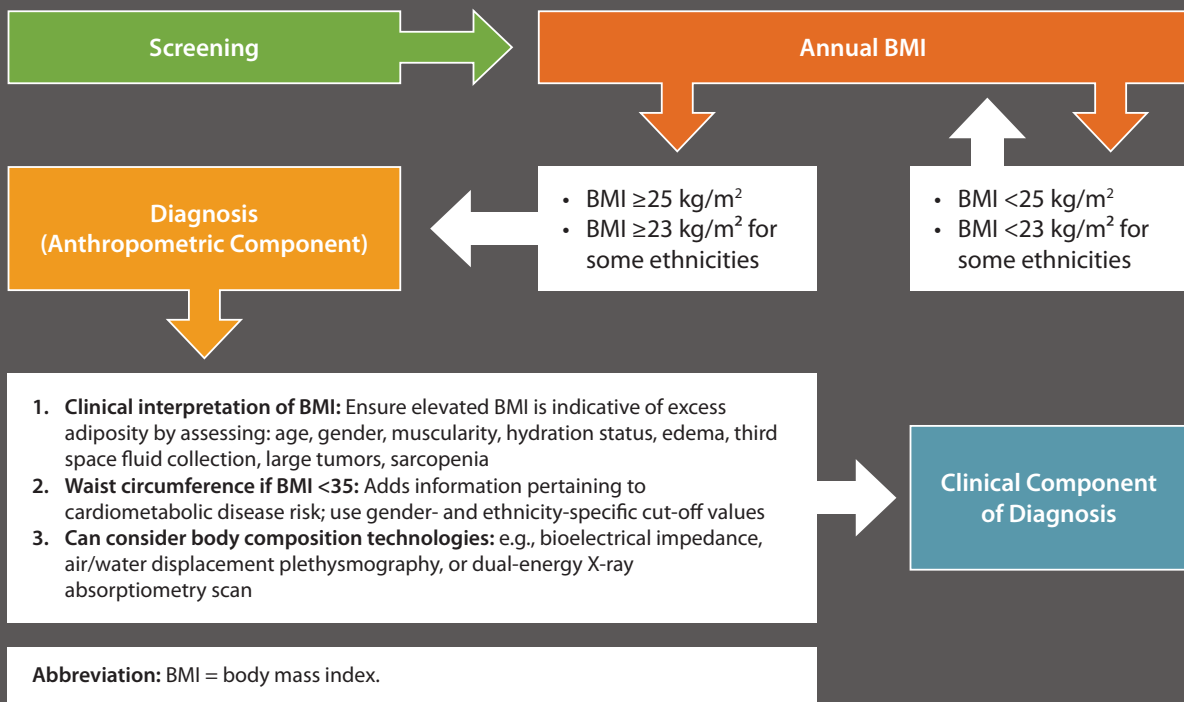 Screening
Annual BMI
Diagnosis
(Anthropometric Component)
• BMI ≥25 kg/m²
• BMI ≥23 kg/m² for
some ethnicities
• BMI <25 kg/m²
• BMI <23 kg/m² for
some ethnicities
1. Clinical interpretation of BMI: Ensure elevated BMI is indicative of excess
adiposity by assessing: age, gender, muscularity, hydration status, edema, third
space fluid collection, large tumors, sarcopenia
2. Waist circumference if BMI <35: Adds information pertaining to
cardiometabolic disease risk; use gender- and ethnicity-specific cut-off values
3. Can consider body composition technologies: e.g., bioelectrical impedance,
air/water displacement plethysmography, or dual-energy X-ray
absorptiometry scan
Clinical Component
of Diagnosis
Abbreviation: BMI = body mass index.